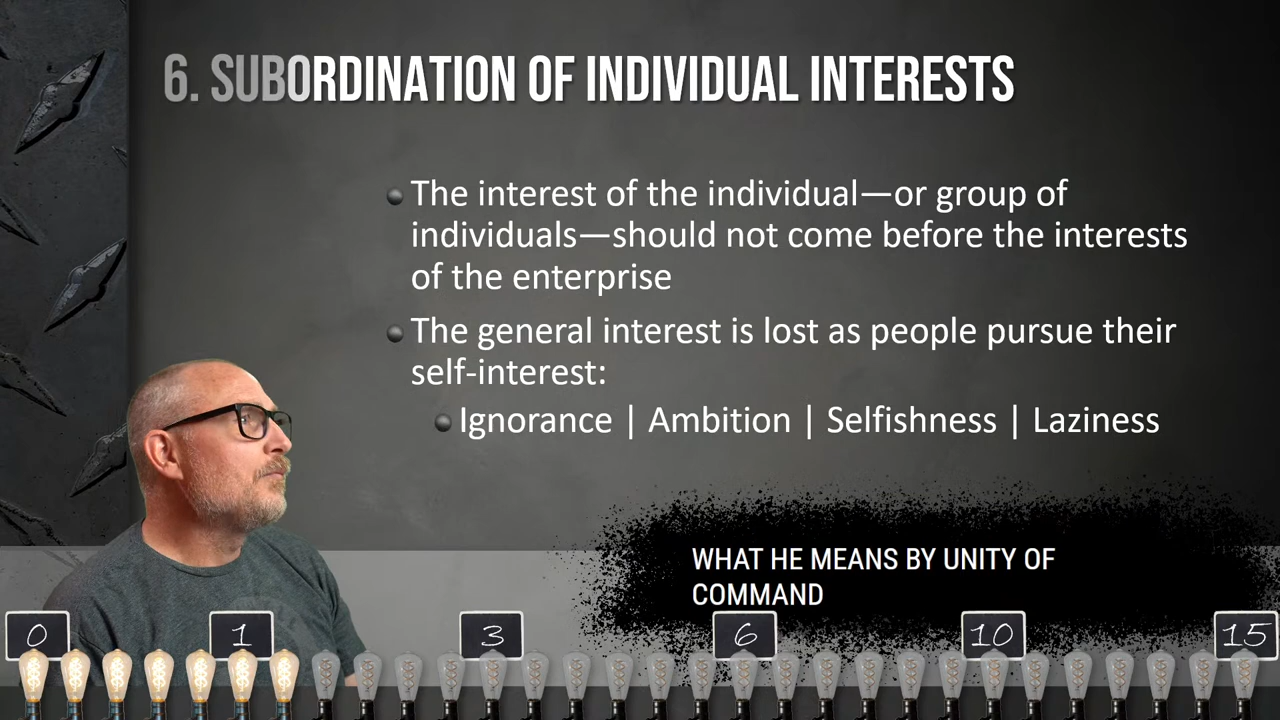 6. SUBORDINATION OF INDIVIDUAL INTERESTS
The interest of the individual—or group of
individuals—should not come before the interests
of the enterprise
The general interest is lost as people pursue their
self-interest:
Ignorance | Ambition | Selfishness | Laziness
WHAT HE MEANS BY UNITY OF
COMMAND
0 1 3 6 10 15